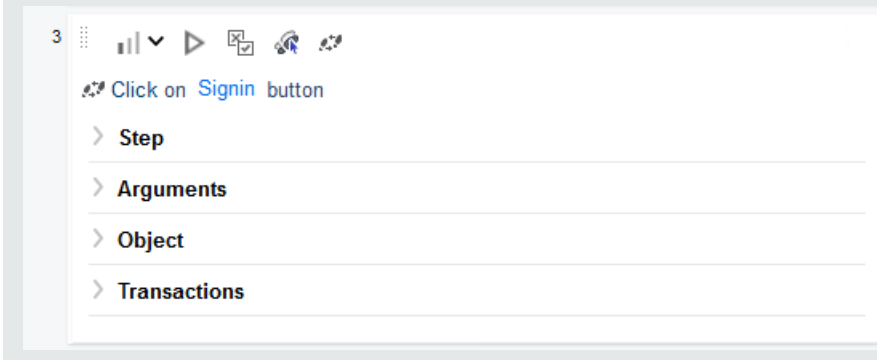 3
Click on Signin button
Step
Arguments
Object
Transactions